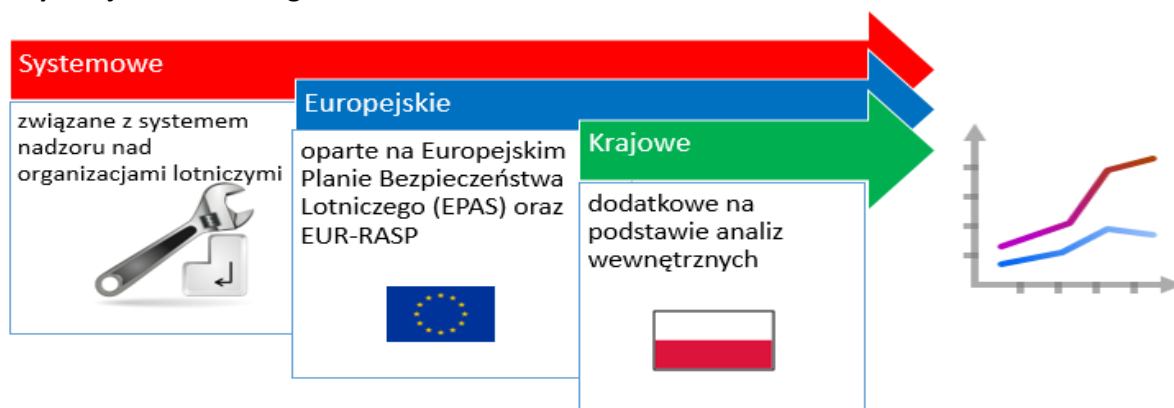 Systemowe
związane z systemem
nadzoru nad
organizacjami lotniczymi
Europejskie
oparte na Europejskim
Planie Bezpieczeństwa
Lotniczego (EPAS) oraz
EUR-RASP
Krajowe
dodatkowe na
podstawie analiz
wewnętrznych